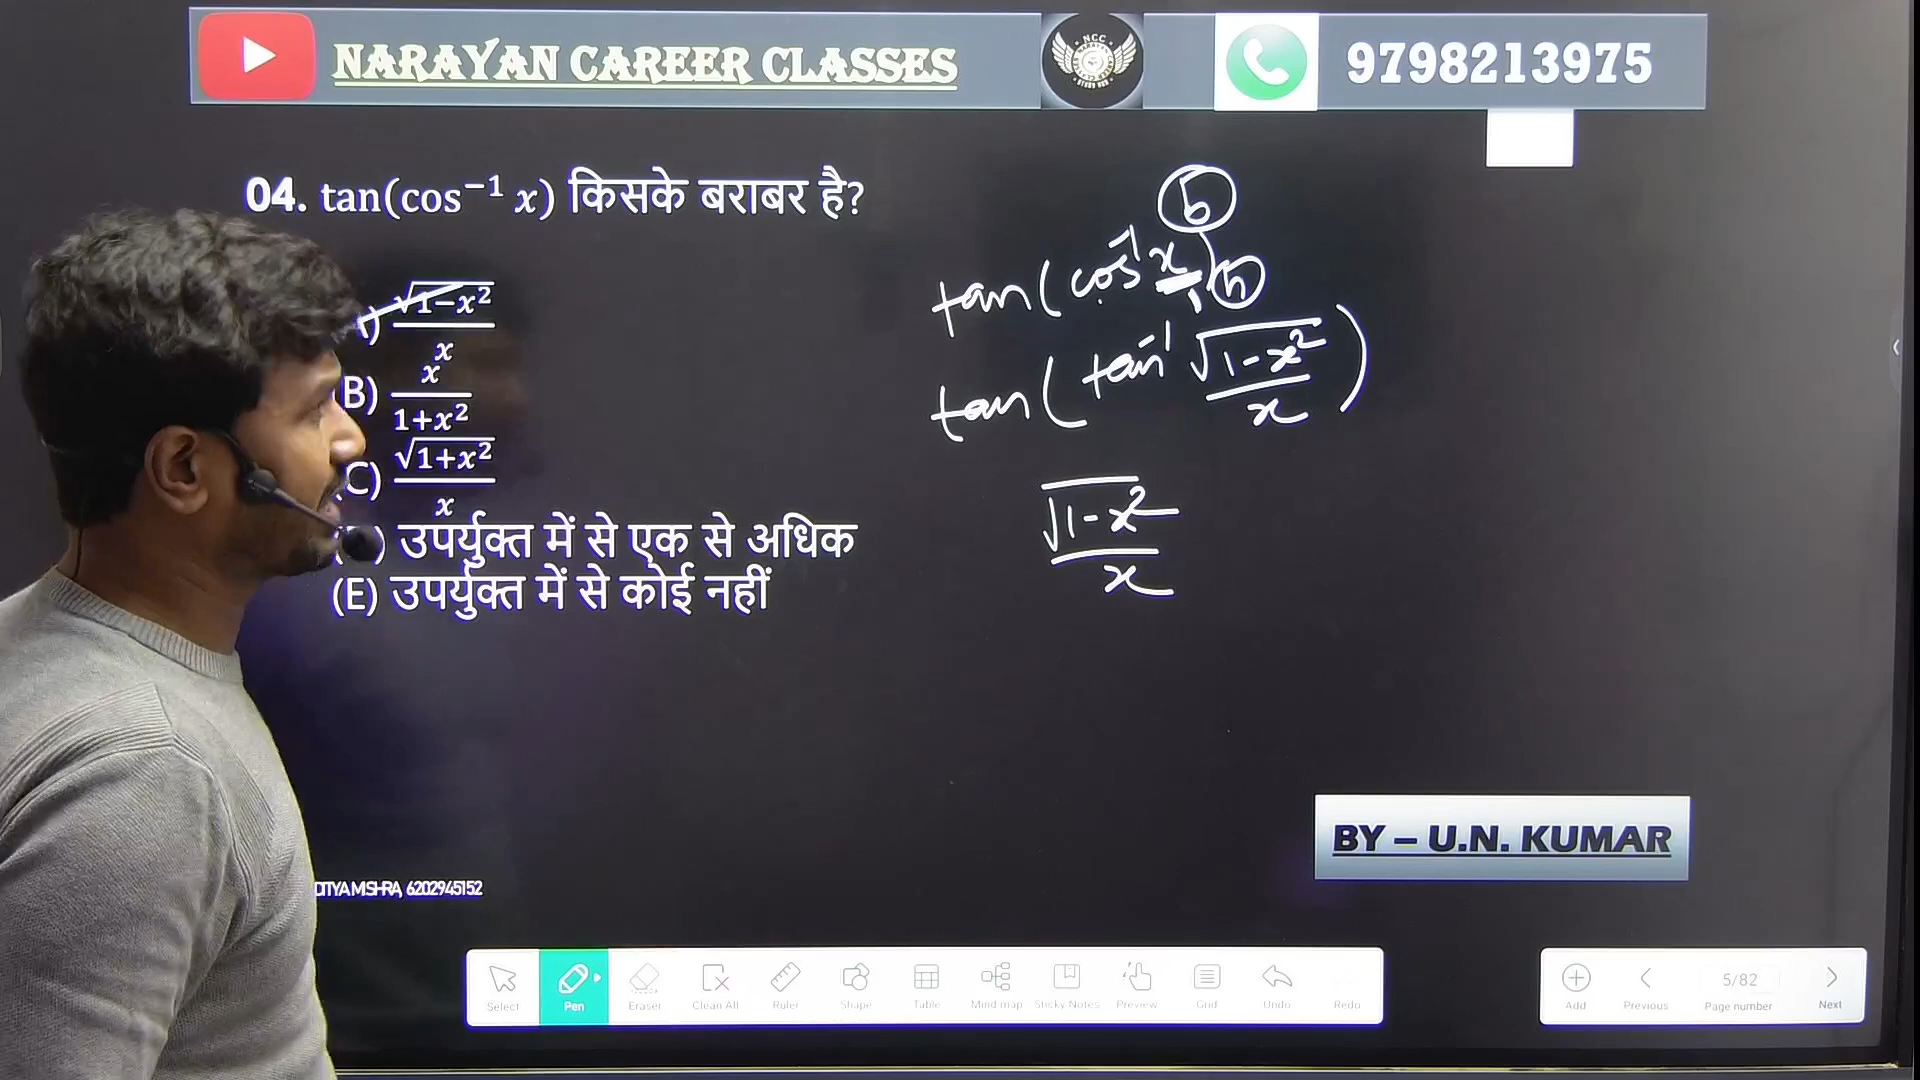 NARAYAN CAREER CLASSES
NCC
9798213975
04. tan(cos⁻¹ x) किसके बराबर है?
) √1−x² / x
B) x / 1+x²
C) √1+x² / x
) उपर्युक्त में से एक से अधिक
(E) उपर्युक्त में से कोई नहीं
b
tan(cos⁻¹ x/1) h
tan(tan⁻¹ √1-x² / x)
√1-x² / x
BY – U.N. KUMAR
DITYA MISHRA, 6202945152
Select
Pen
Eraser
Clean All
Ruler
Shape
Table
Mind map
Sticky Notes
Preview
Grid
Undo
Redo
Add
Previous
5/82
Page number
Next